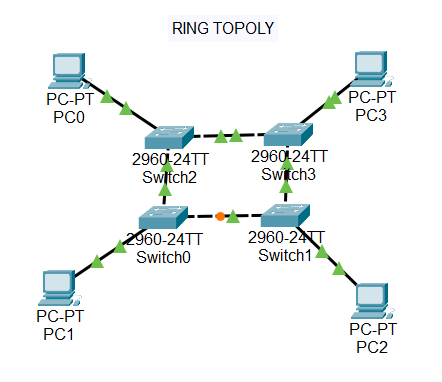 RING TOPOLY
PC-PT
PC0
PC-PT
PC3
2960-24TT
Switch2
2960-24TT
Switch3
2960-24TT
Switch0
2960-24TT
Switch1
PC-PT
PC1
PC-PT
PC2